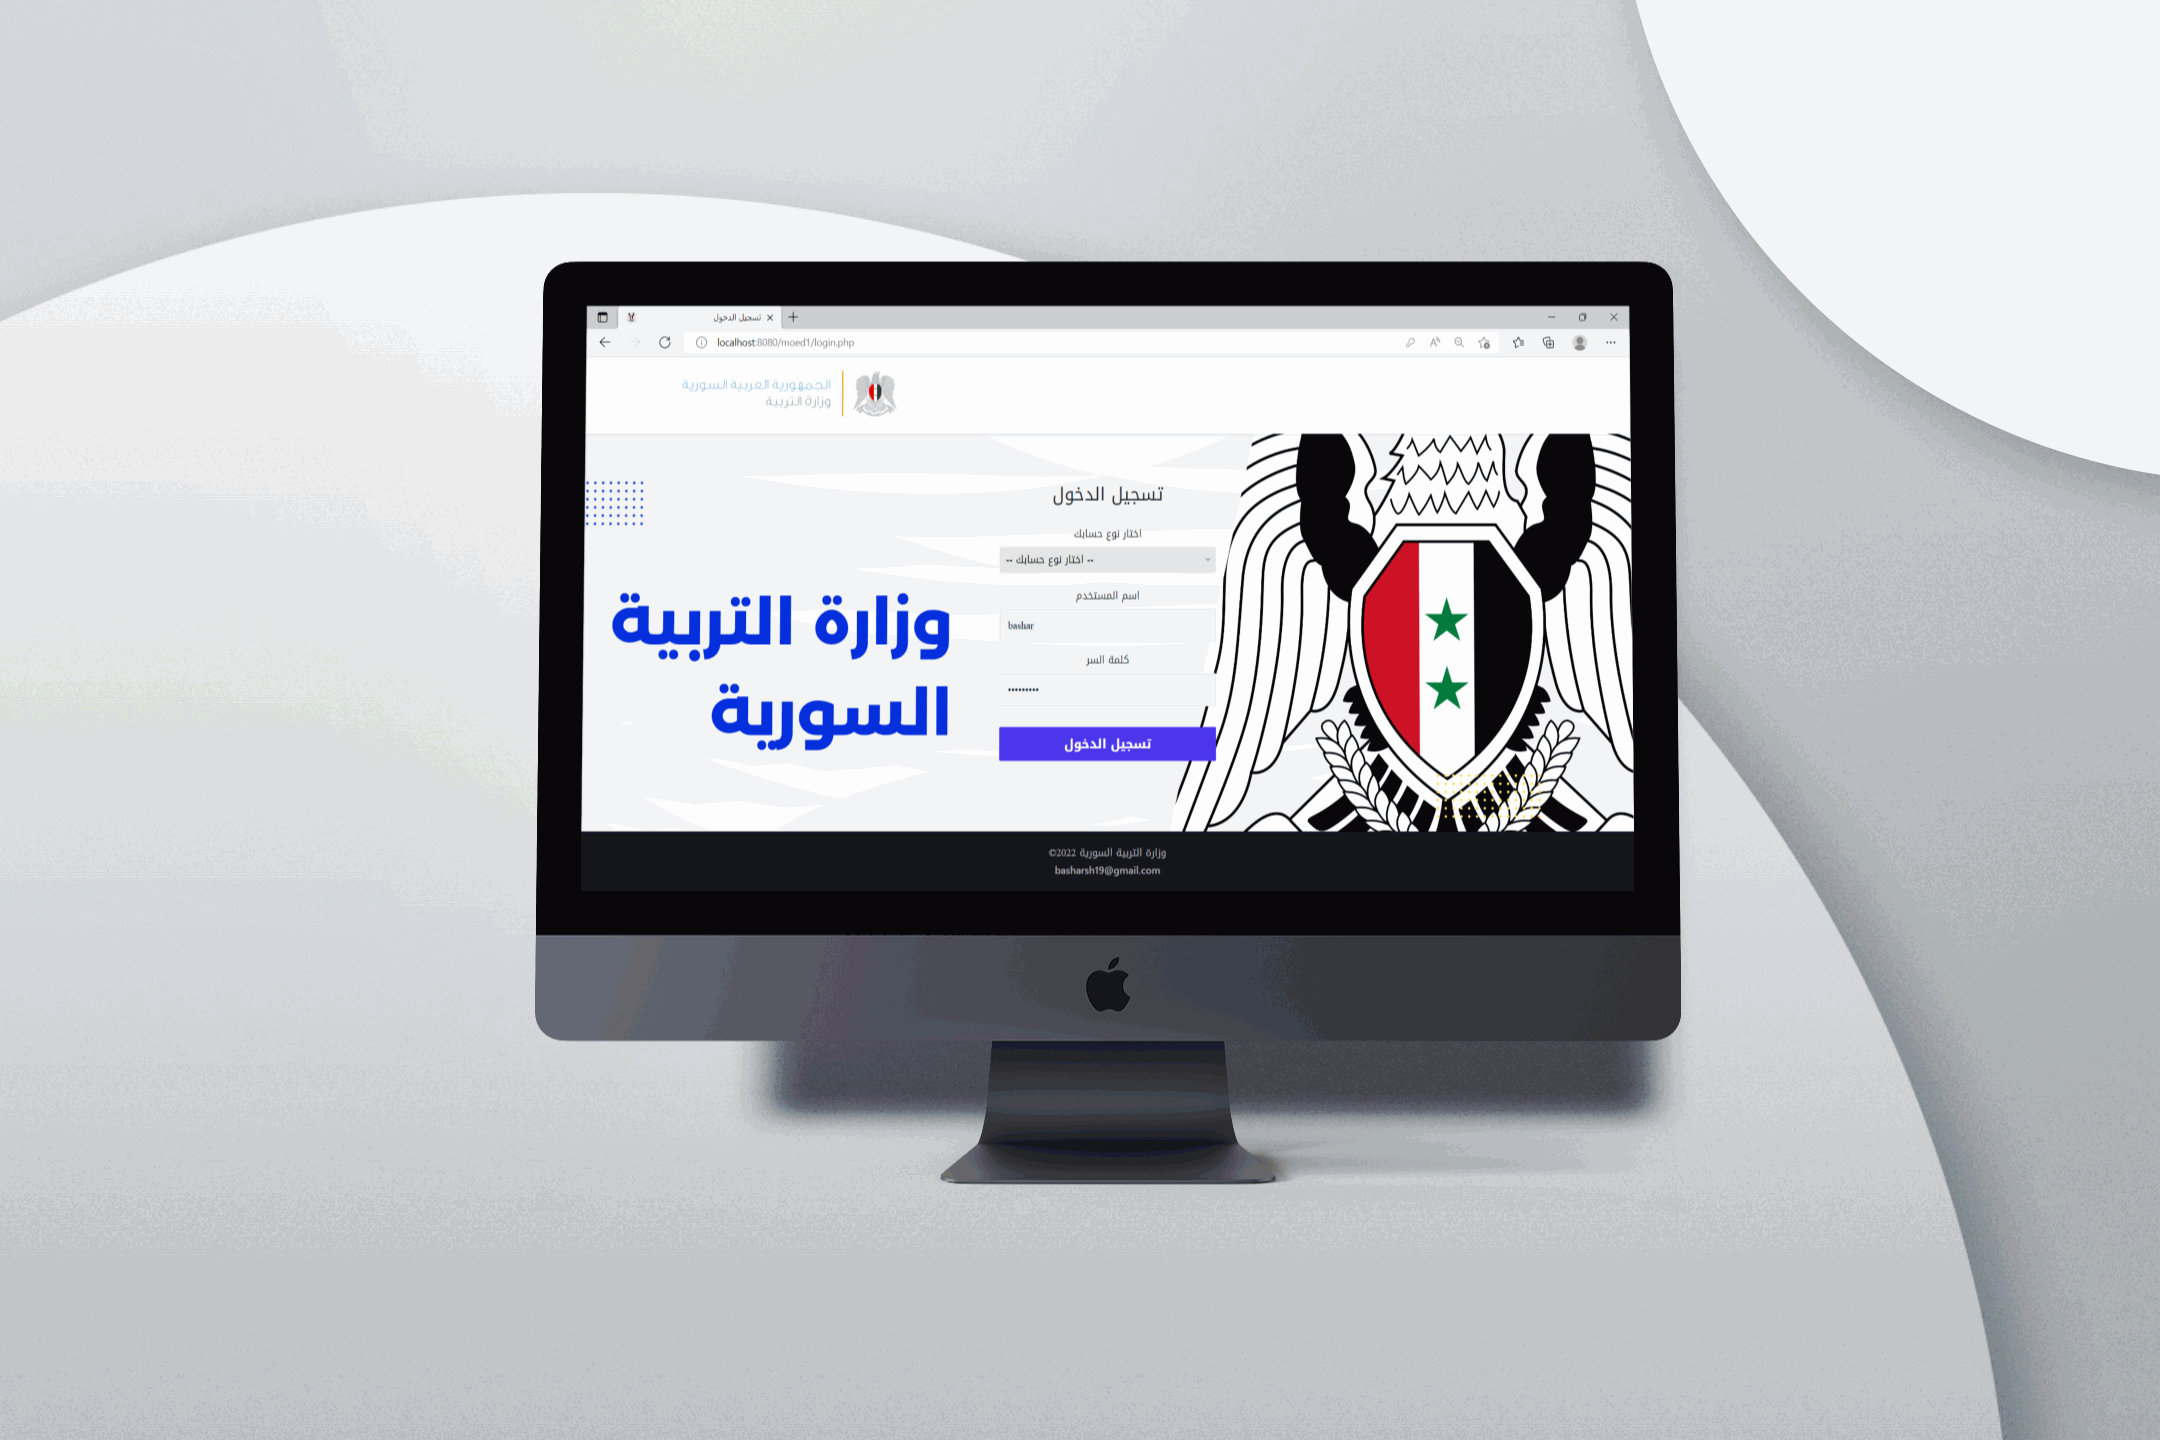 تسجيل الدخول
localhost:8080/moed1/login.php
الجمهورية العربية السورية
وزارة التربية
تسجيل الدخول
اختار نوع حسابك
-- اختار نوع حسابك --
اسم المستخدم
bashar
كلمة السر
•••••••••
تسجيل الدخول
وزارة التربية
السورية
وزارة التربية السورية 2022©
basharsh19@gmail.com